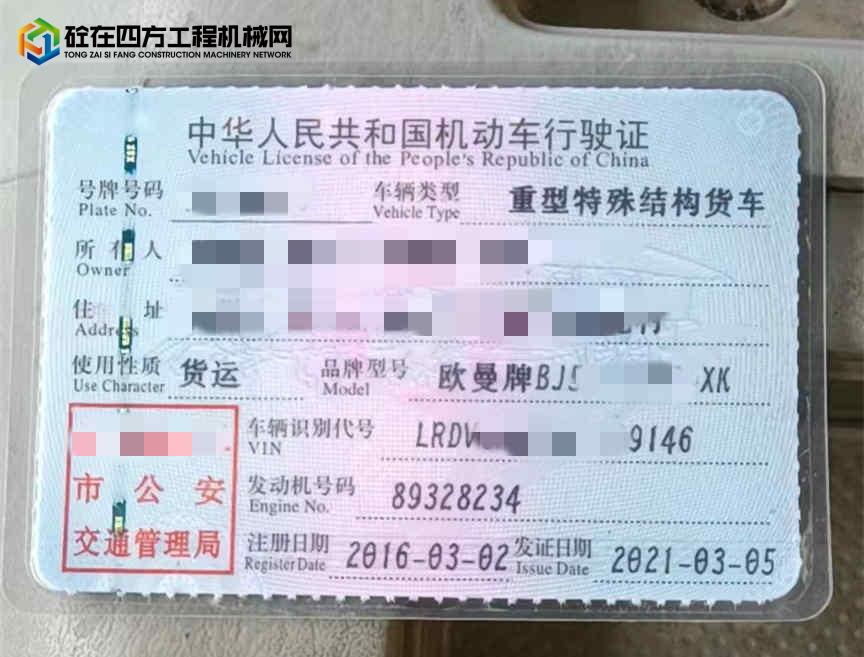 砼在四方工程机械网
TONG ZAI SI FANG CONSTRUCTION MACHINERY NETWORK
中华人民共和国机动车行驶证
Vehicle License of the People's Republic of China
号牌号码 车辆类型 重型特殊结构货车
Plate No. Vehicle Type
所有人
Owner
住址
Address
使用性质 货运 品牌型号 欧曼牌BJ5 XK
Use Character Model
车辆识别代号 LRDV 9146
VIN
市公安
交通管理局
发动机号码 89328234
Engine No.
注册日期 2016-03-02 发证日期 2021-03-05
Register Date Issue Date